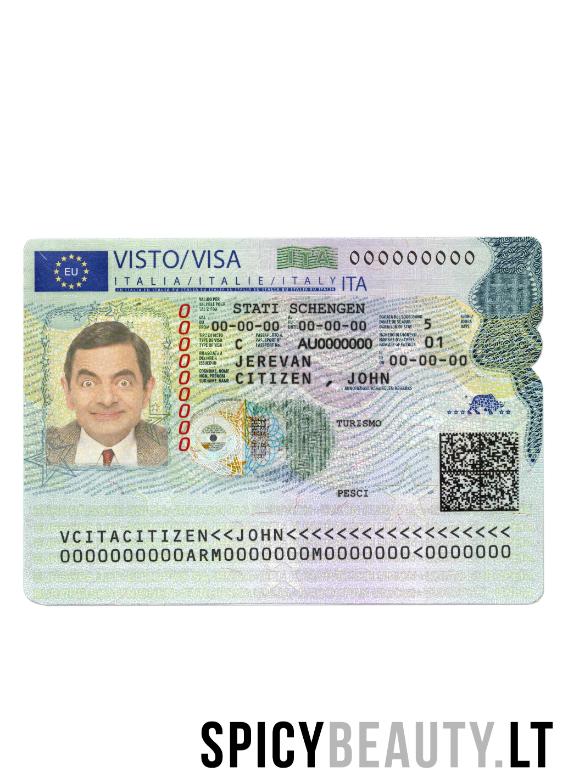 EU
VISTO/VISA
ITA
000000000
ITALIA/ITALIE/ITALY
ITA
STATI SCHENGEN
00-00-00 00-00-00 5
C AU0000000 01
JEREVAN 00-00-00
CITIZEN , JOHN
000000000
TURISMO
PESCI
VCITACITIZEN<<JOHN<<<<<<<<<<<<<<<<<<
0000000000ARM0000000M0000000<0000000
SPICYBEAUTY.LT